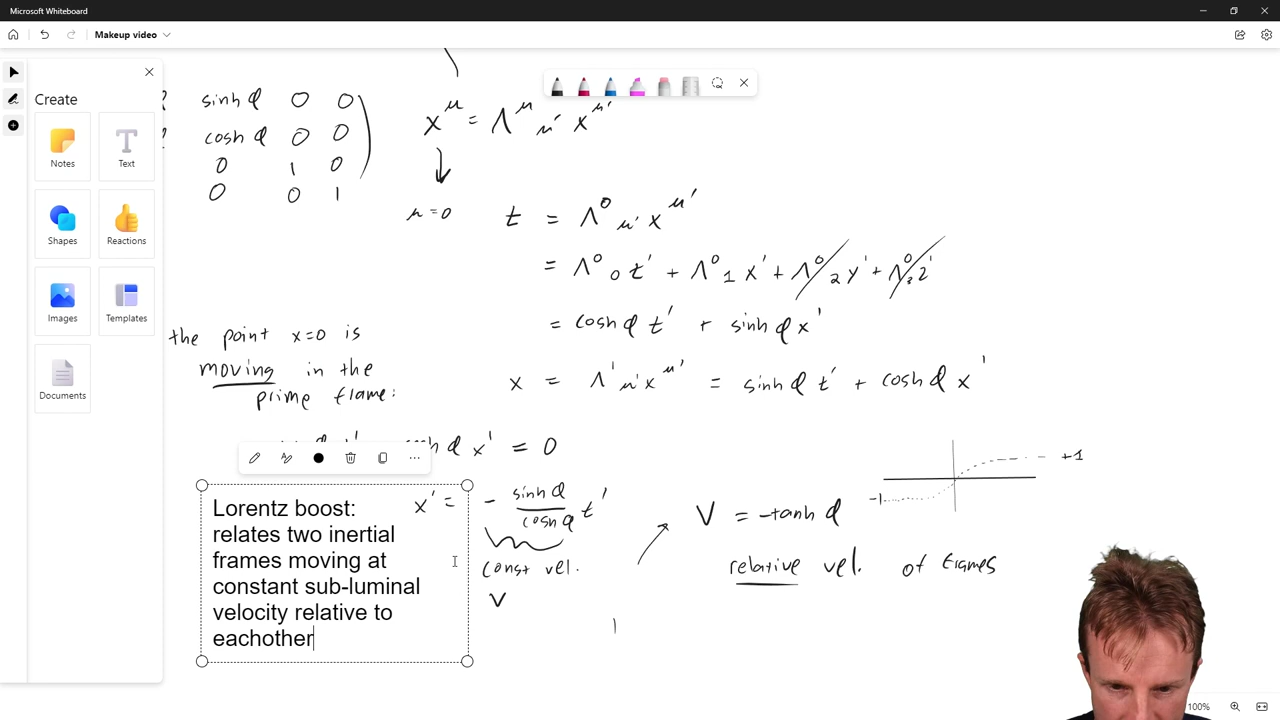 Microsoft Whiteboard
Makeup video
Create
Notes
Text
Shapes
Reactions
Images
Templates
Documents
sinh α 0 0
cosh α 0 0
0 1 0
0 0 1
x^μ = Λ^μ_μ' x^μ'
μ = 0
t = Λ^0_μ' x^μ'
= Λ^0_0 t' + Λ^0_1 x' + Λ^0_2 y' + Λ^0_3 z'
= cosh α t' + sinh α x'
x = Λ^1_μ' x^μ' = sinh α t' + cosh α x'
the point x=0 is
moving in the
prime frame:
α x' = 0
x' = - sinh α / cosh α t'
const vel.
V
V = -tanh α
relative vel. of frames
+1
-1
Lorentz boost:
relates two inertial
frames moving at
constant sub-luminal
velocity relative to
eachother
100%